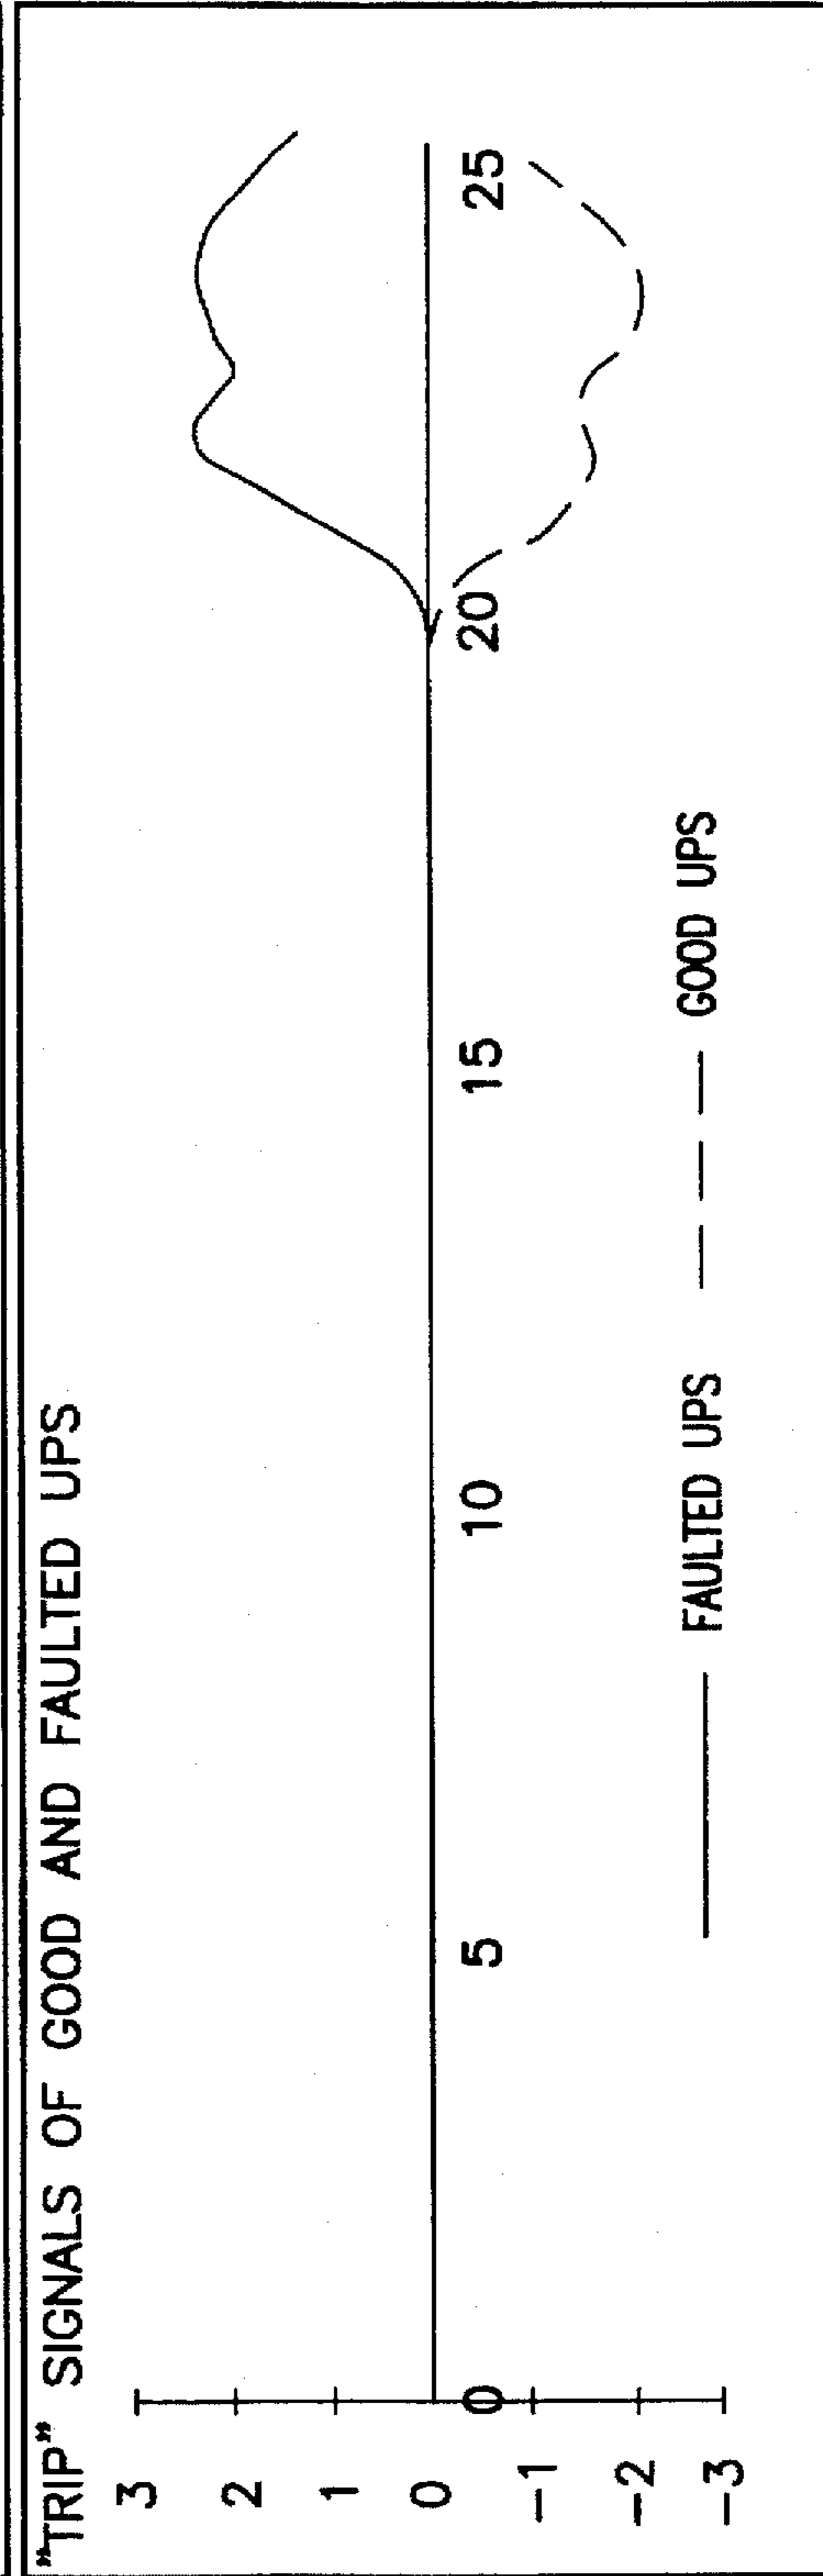 "TRIP" SIGNALS OF GOOD AND FAULTED UPS
3
2
1
0
-1
-2
-3
0 5 10 15 20 25
FAULTED UPS GOOD UPS